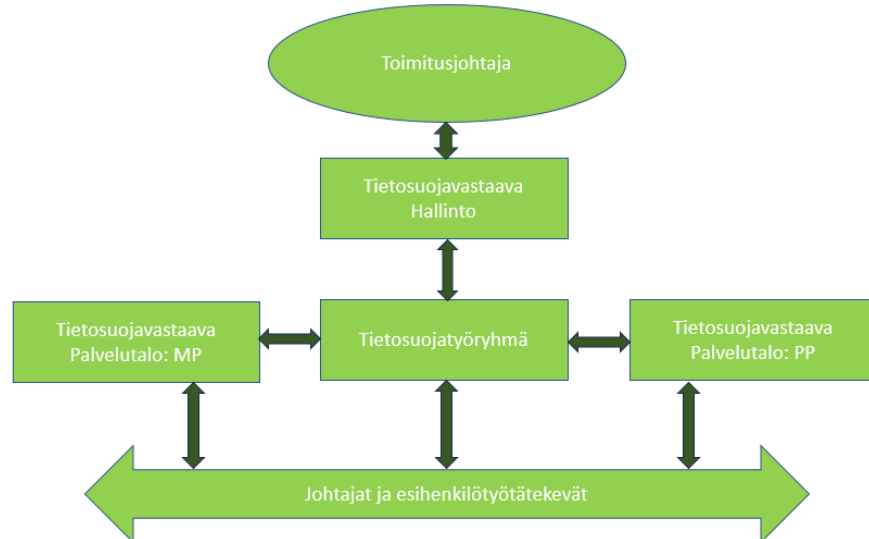 Toimitusjohtaja
Tietosuojavastaava
Hallinto
Tietosuojavastaava
Palvelutalo: MP
Tietosuojatyöryhmä
Tietosuojavastaava
Palvelutalo: PP
Johtajat ja esihenkilötyötätekevät